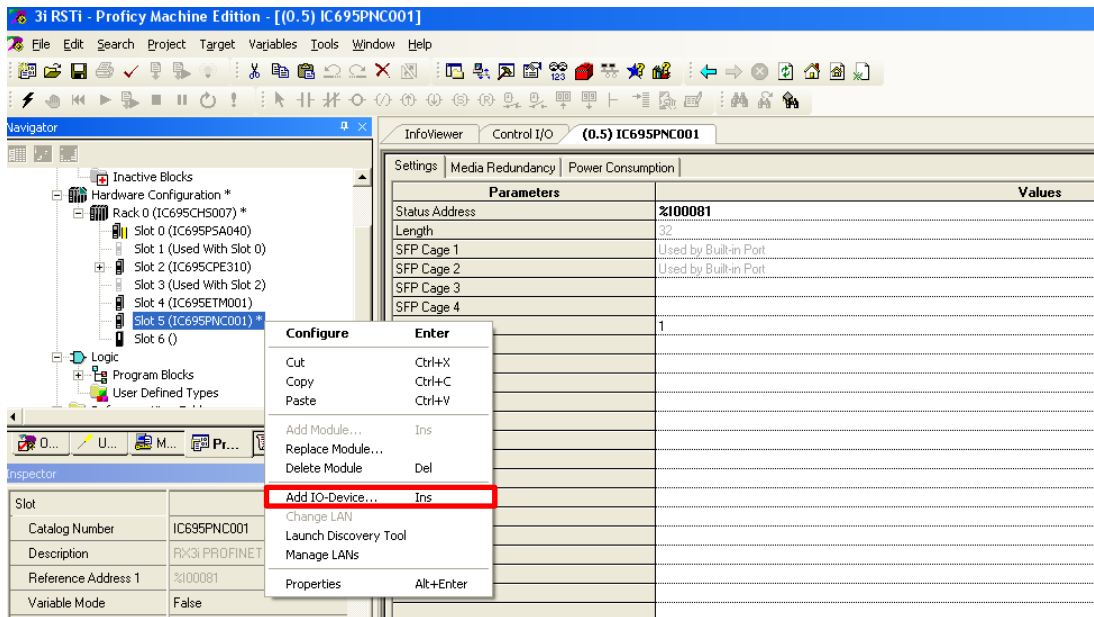 3i RSTi - Proficy Machine Edition - [(0.5) IC695PNC001]
File Edit Search Project Target Variables Tools Window Help
Navigator
InfoViewer Control I/O (0.5) IC695PNC001
Settings Media Redundancy Power Consumption
Parameters Values
Status Address %I00081
Length 32
SFP Cage 1 Used by Built-in Port
SFP Cage 2 Used by Built-in Port
SFP Cage 3
SFP Cage 4
1
Inactive Blocks
Hardware Configuration *
Rack 0 (IC695CHS007) *
Slot 0 (IC695PSA040)
Slot 1 (Used With Slot 0)
Slot 2 (IC695CPE310)
Slot 3 (Used With Slot 2)
Slot 4 (IC695ETM001)
Slot 5 (IC695PNC001) *
Slot 6 ()
Logic
Program Blocks
User Defined Types
Configure Enter
Cut Ctrl+X
Copy Ctrl+C
Paste Ctrl+V
Add Module... Ins
Replace Module...
Delete Module Del
Add IO-Device... Ins
Change LAN
Launch Discovery Tool
Manage LANs
Properties Alt+Enter
O... U... M... Pr...
Inspector
Slot
Catalog Number IC695PNC001
Description RX3i PROFINET
Reference Address 1 %I00081
Variable Mode False